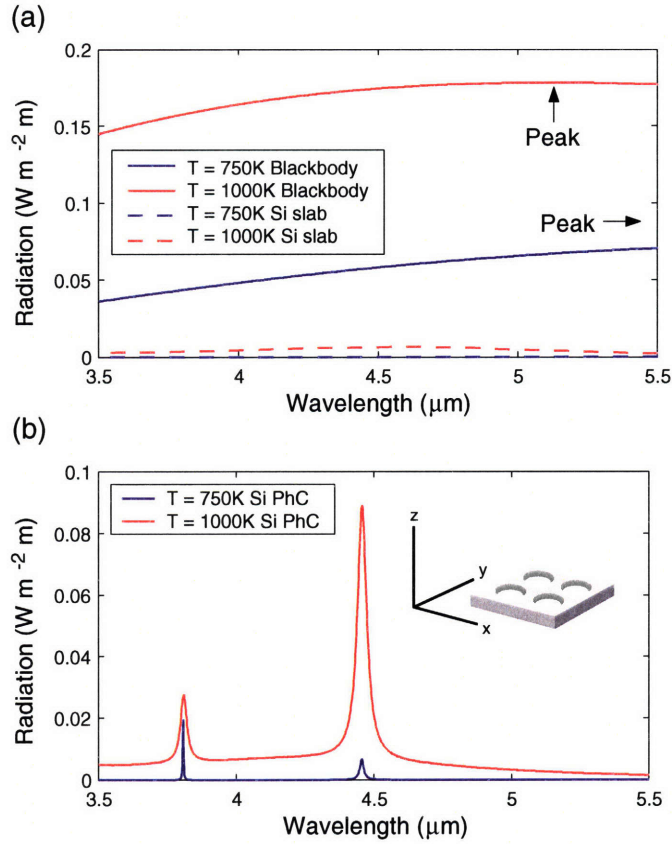 (a)
0.2
0.15
0.1
0.05
0
Radiation (W m -2 m)
Peak
T = 750K Blackbody
T = 1000K Blackbody
T = 750K Si slab
T = 1000K Si slab
Peak
3.5 4 4.5 5 5.5
Wavelength (μm)
(b)
0.1
0.08
0.06
0.04
0.02
0
Radiation (W m -2 m)
T = 750K Si PhC
T = 1000K Si PhC
z
y
x
3.5 4 4.5 5 5.5
Wavelength (μm)